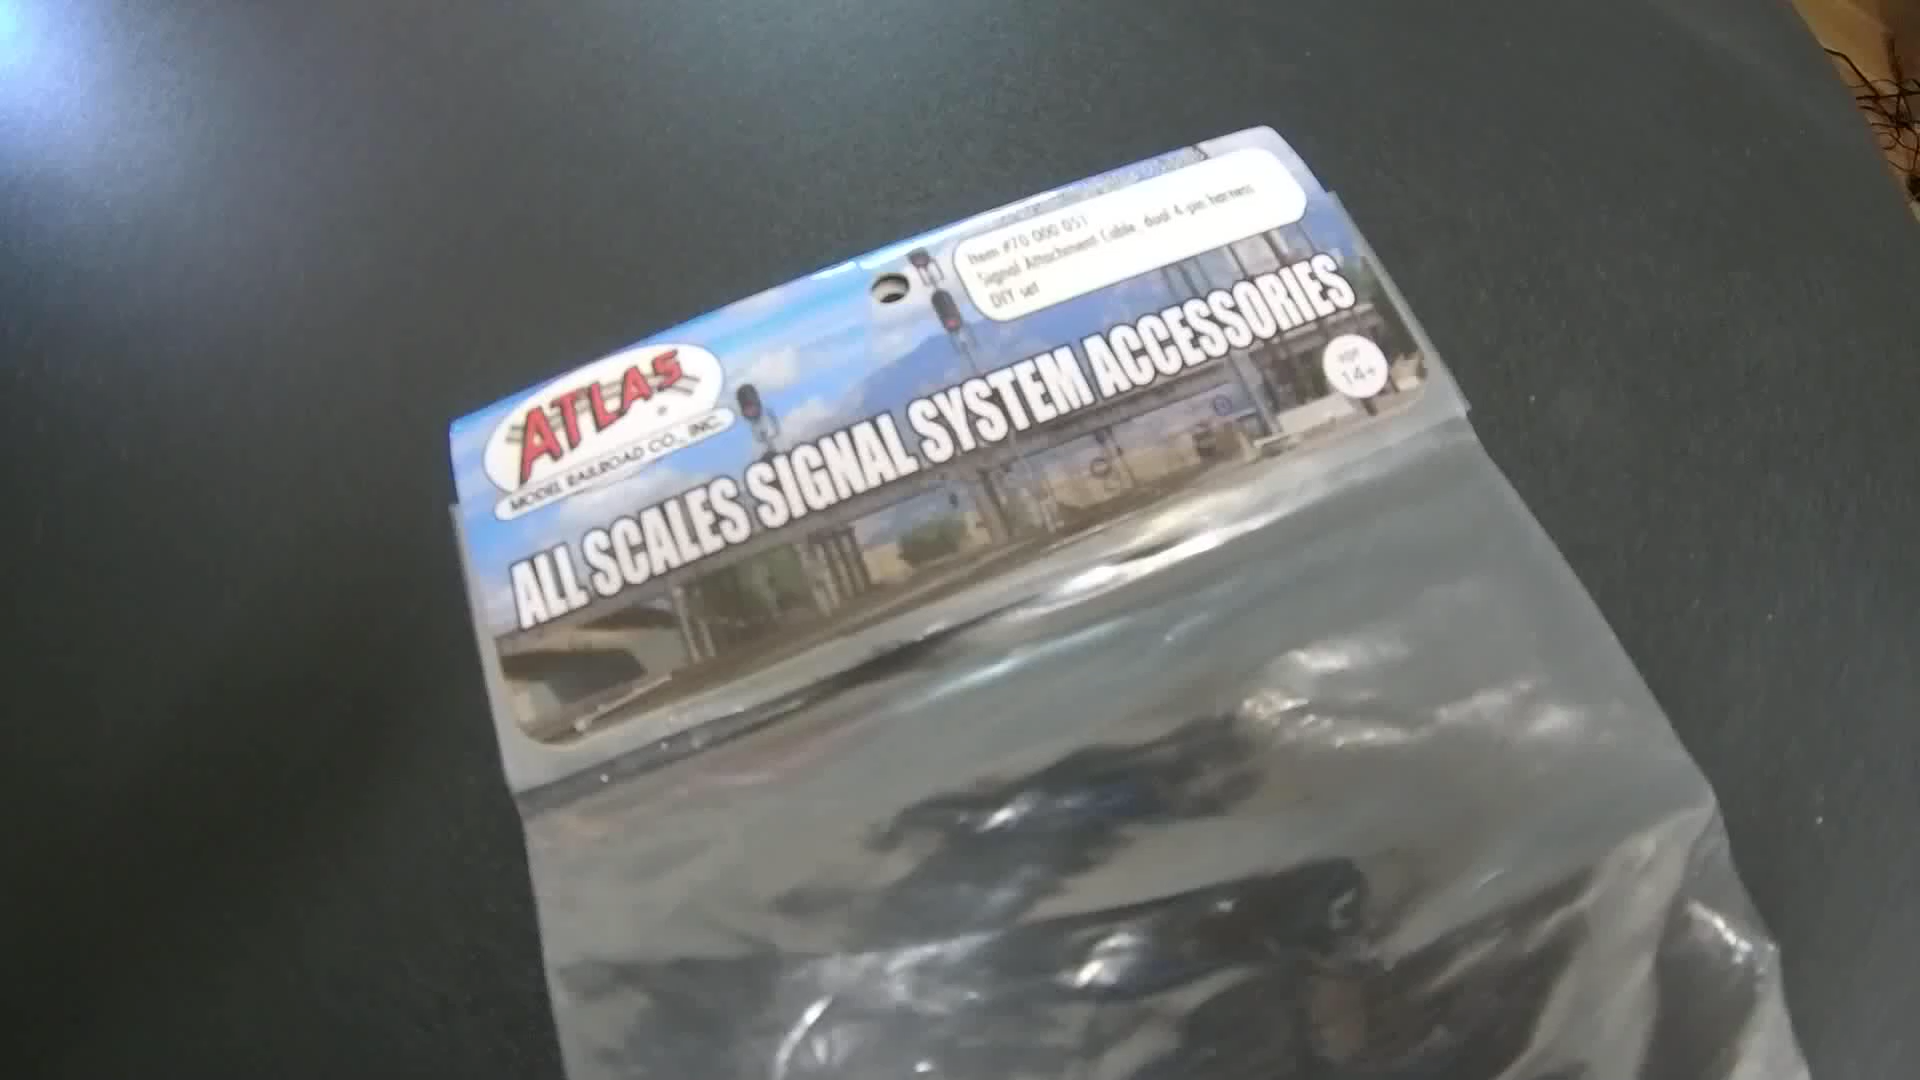 Item #70 000 051
Signal Attachment Cable, dual 4-pin harness
DIY set
ATLAS
MODEL RAILROAD CO., INC.
ALL SCALES SIGNAL SYSTEM ACCESSORIES
age
14+